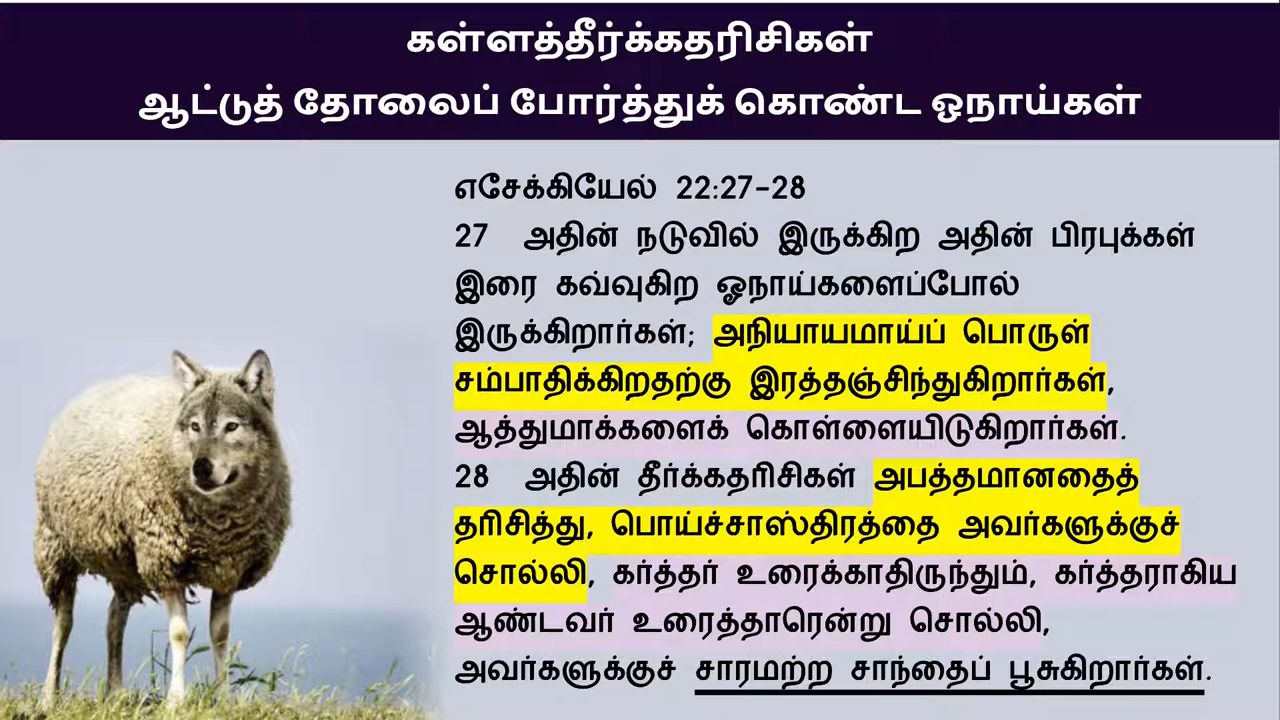 கள்ளத்தீர்க்கதரிசிகள்
ஆட்டுத் தோலைப் போர்த்துக் கொண்ட ஒநாய்கள்
எசேக்கியேல் 22:27-28
27 அதின் நடுவில் இருக்கிற அதின் பிரபுக்கள்
இரை கவ்வுகிற ஓநாய்களைப்போல்
இருக்கிறார்கள்; அநியாயமாய்ப் பொருள்
சம்பாதிக்கிறதற்கு இரத்தஞ்சிந்துகிறார்கள்,
ஆத்துமாக்களைக் கொள்ளையிடுகிறார்கள்.
28 அதின் தீர்க்கதரிசிகள் அபத்தமானதைத்
தரிசித்து, பொய்ச்சாஸ்திரத்தை அவர்களுக்குச்
சொல்லி, கர்த்தர் உரைக்காதிருந்தும், கர்த்தராகிய
ஆண்டவர் உரைத்தாரென்று சொல்லி,
அவர்களுக்குச் சாரமற்ற சாந்தைப் பூசுகிறார்கள்.